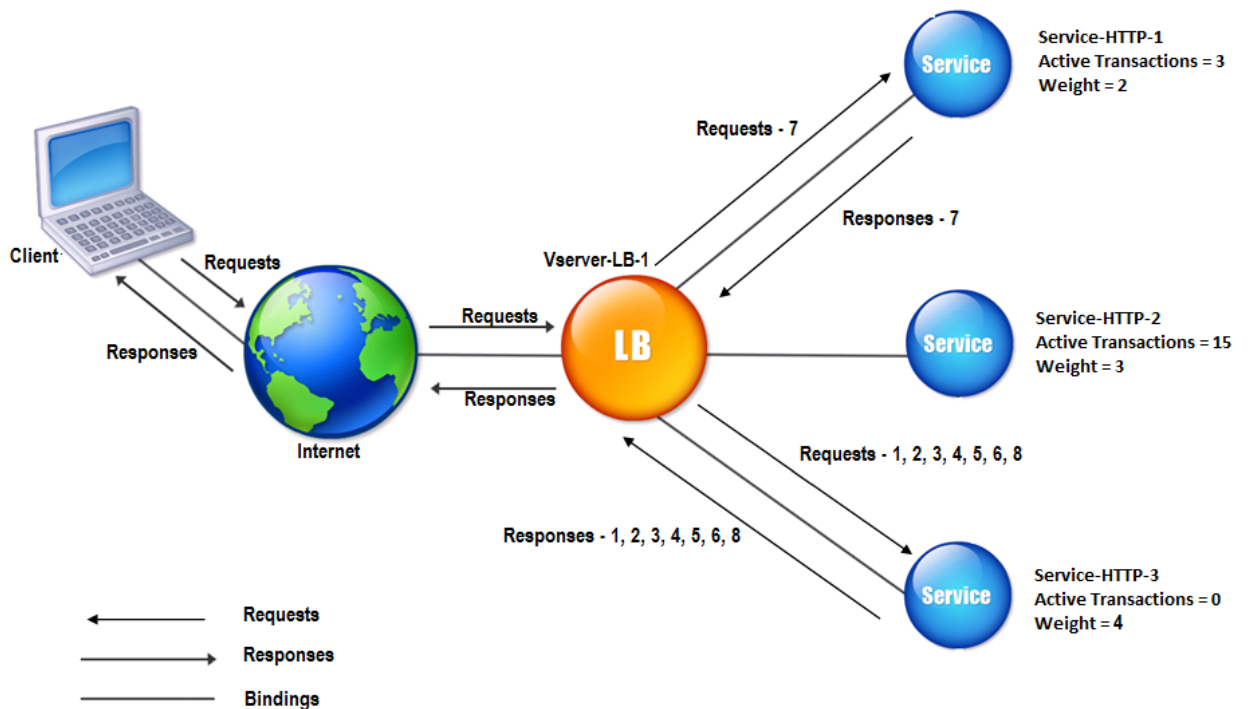 Service-HTTP-1
Active Transactions = 3
Weight = 2
Service
Requests - 7
Responses - 7
Client
Requests
Vserver-LB-1
Requests
LB
Service
Service-HTTP-2
Active Transactions = 15
Weight = 3
Responses
Responses
Internet
Requests - 1, 2, 3, 4, 5, 6, 8
Responses - 1, 2, 3, 4, 5, 6, 8
Service
Service-HTTP-3
Active Transactions = 0
Weight = 4
Requests
Responses
Bindings